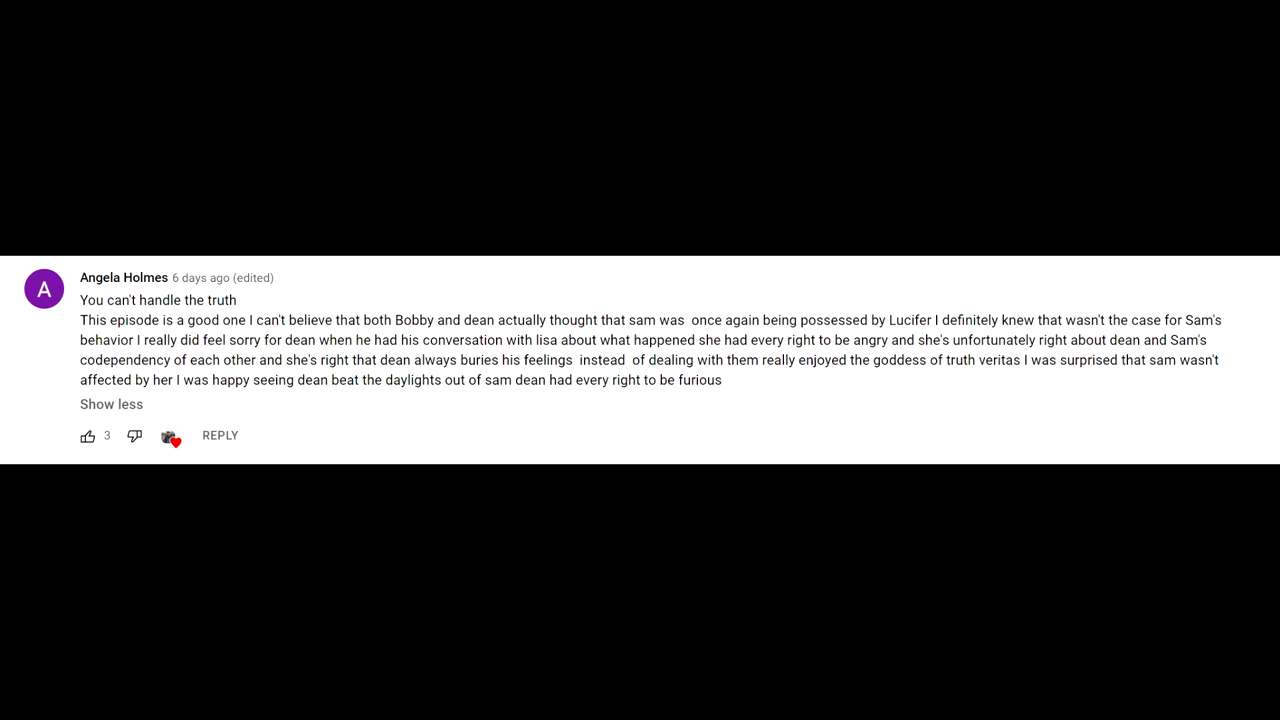 A
Angela Holmes 6 days ago (edited)
You can't handle the truth
This episode is a good one I can't believe that both Bobby and dean actually thought that sam was  once again being possessed by Lucifer I definitely knew that wasn't the case for Sam's
behavior I really did feel sorry for dean when he had his conversation with lisa about what happened she had every right to be angry and she's unfortunately right about dean and Sam's
codependency of each other and she's right that dean always buries his feelings  instead  of dealing with them really enjoyed the goddess of truth veritas I was surprised that sam wasn't
affected by her I was happy seeing dean beat the daylights out of sam dean had every right to be furious
Show less
3 REPLY